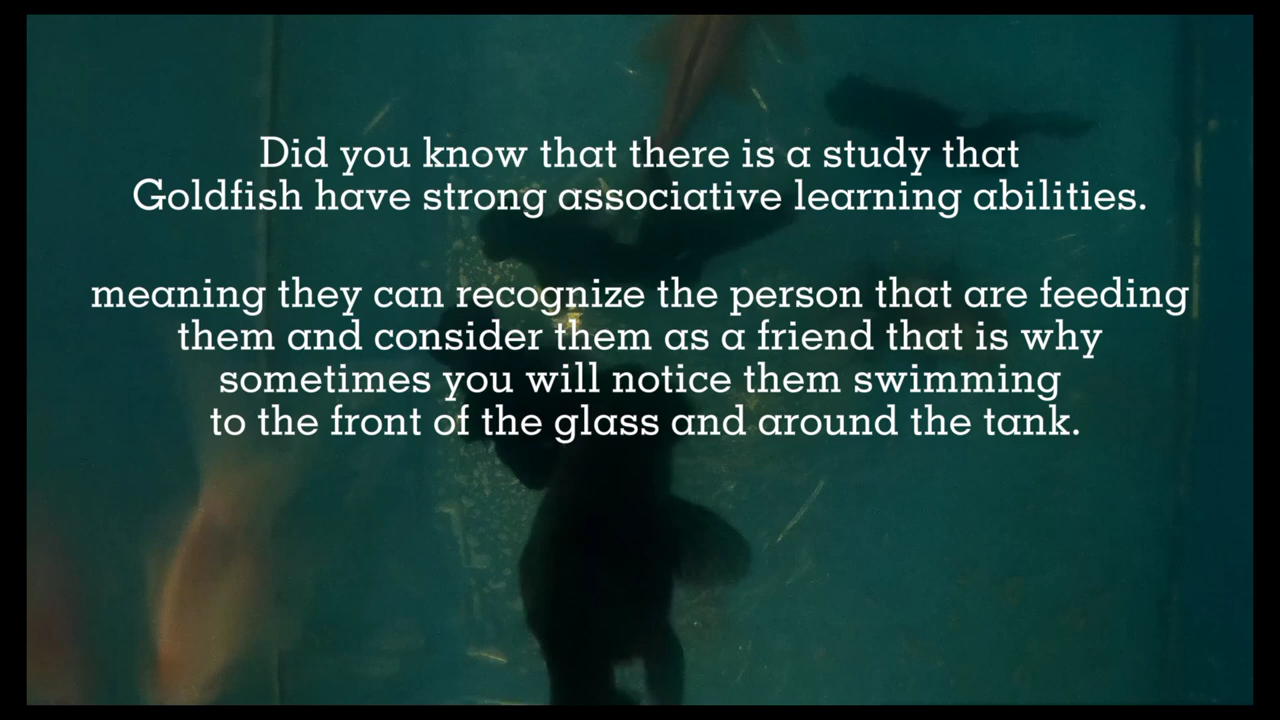 Did you know that there is a study that
Goldfish have strong associative learning abilities.
meaning they can recognize the person that are feeding
them and consider them as a friend that is why
sometimes you will notice them swimming
to the front of the glass and around the tank.